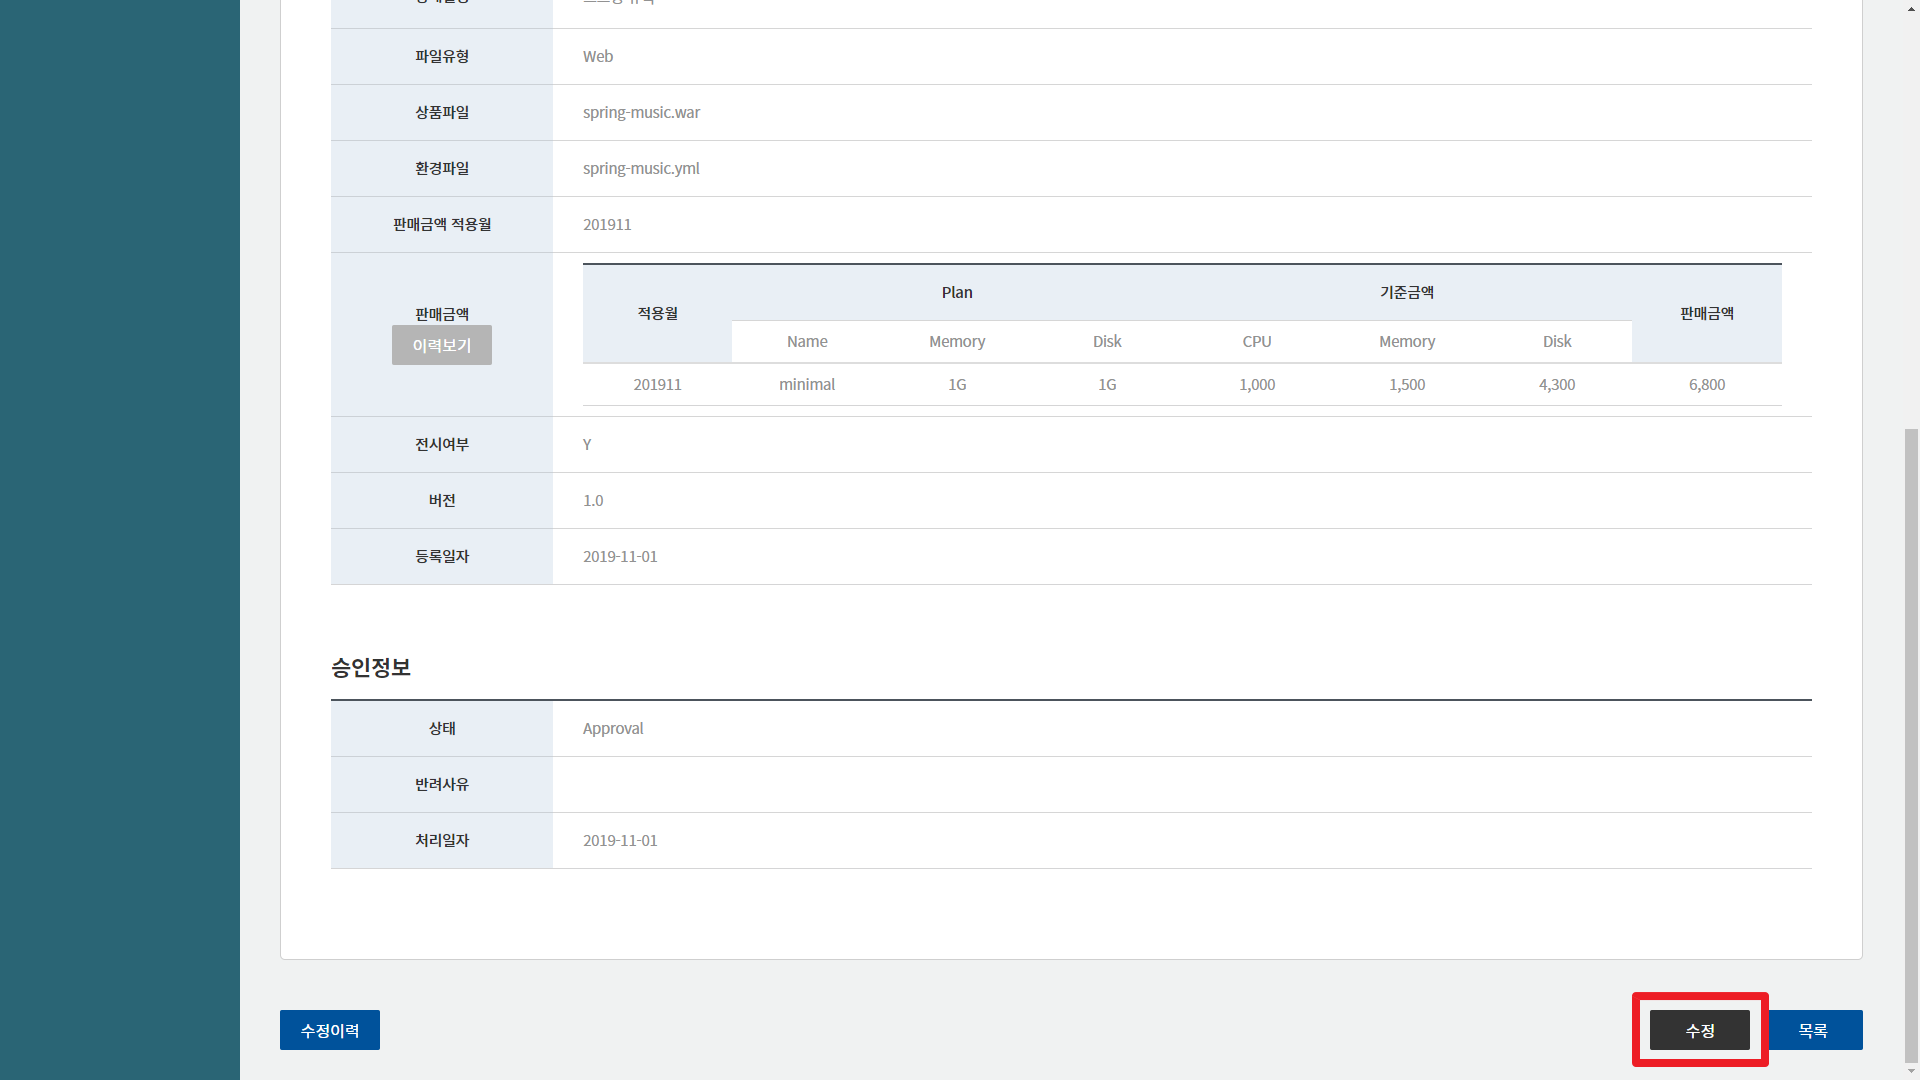 파일유형 Web
상품파일 spring-music.war
환경파일 spring-music.yml
판매금액 적용월 201911
판매금액
이력보기
적용월 Plan 기준금액 판매금액
Name Memory Disk CPU Memory Disk
201911 minimal 1G 1G 1,000 1,500 4,300 6,800
전시여부 Y
버전 1.0
등록일자 2019-11-01
승인정보
상태 Approval
반려사유
처리일자 2019-11-01
수정이력 수정 목록